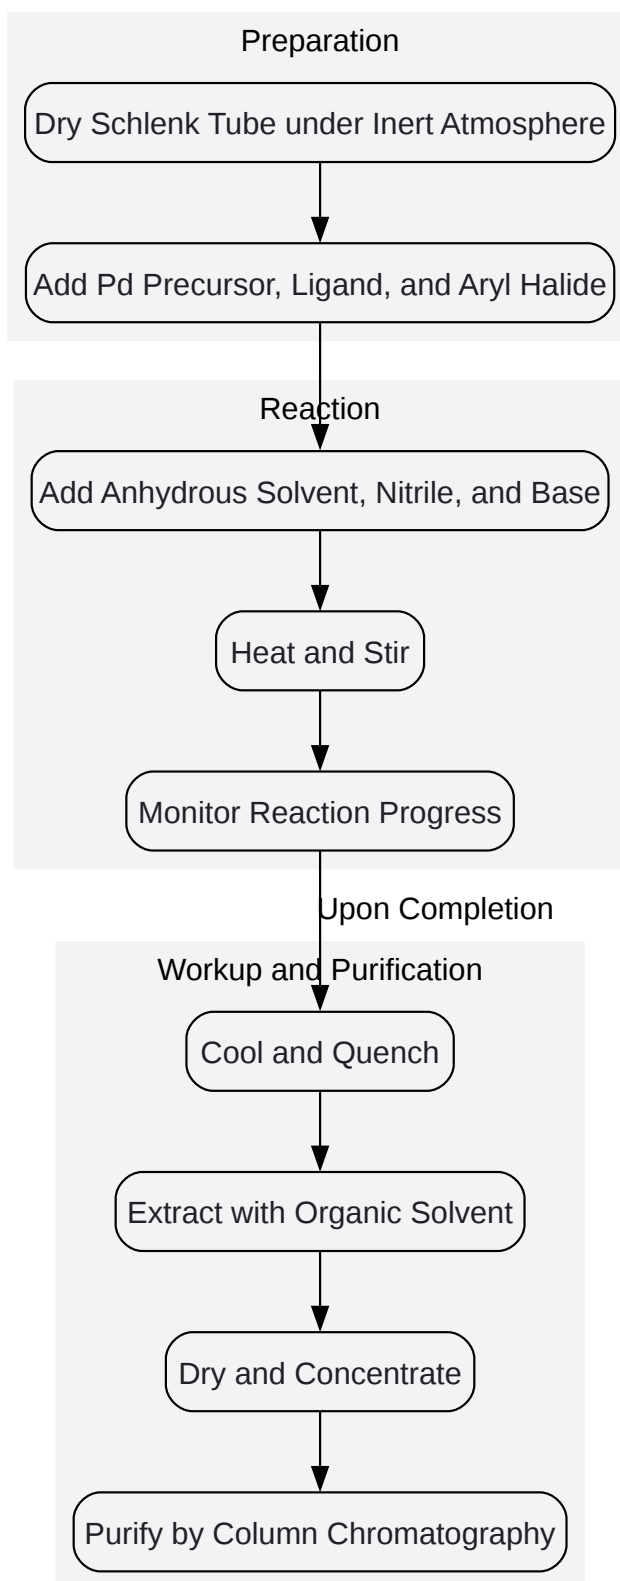 Preparation
Dry Schlenk Tube under Inert Atmosphere
Add Pd Precursor, Ligand, and Aryl Halide
Reaction
Add Anhydrous Solvent, Nitrile, and Base
Heat and Stir
Monitor Reaction Progress
Upon Completion
Workup and Purification
Cool and Quench
Extract with Organic Solvent
Dry and Concentrate
Purify by Column Chromatography